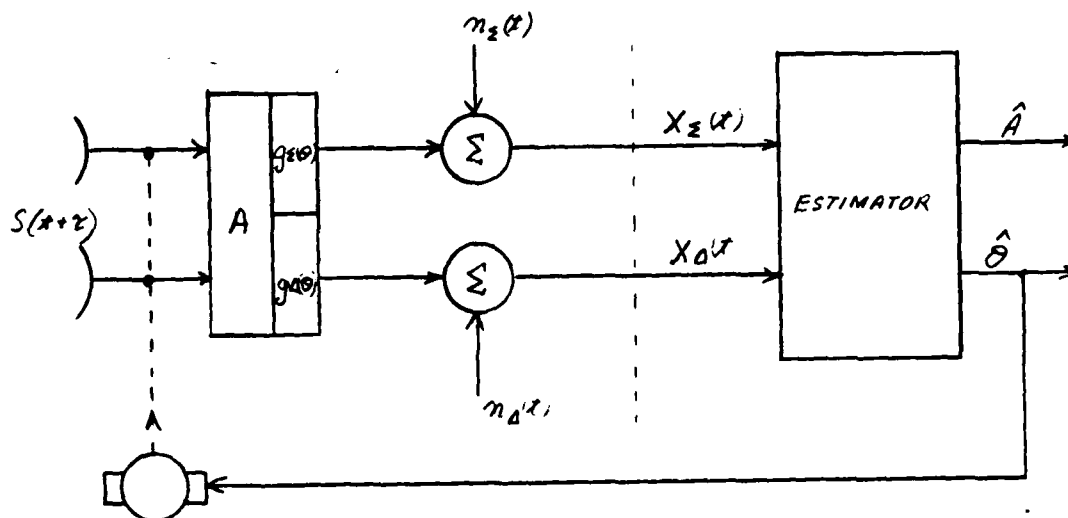 n_Σ(t)
S(t+τ)
A
g_Σ(θ)
g_Δ(θ)
Σ
Σ
X_Σ(t)
X_Δ(t
n_Δ(t)
ESTIMATOR
Â
θ̂